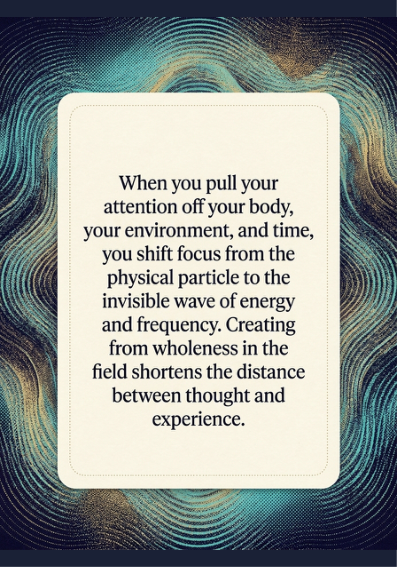 When you pull your
attention off your body,
your environment, and time,
you shift focus from the
physical particle to the
invisible wave of energy
and frequency. Creating
from wholeness in the
field shortens the distance
between thought and
experience.